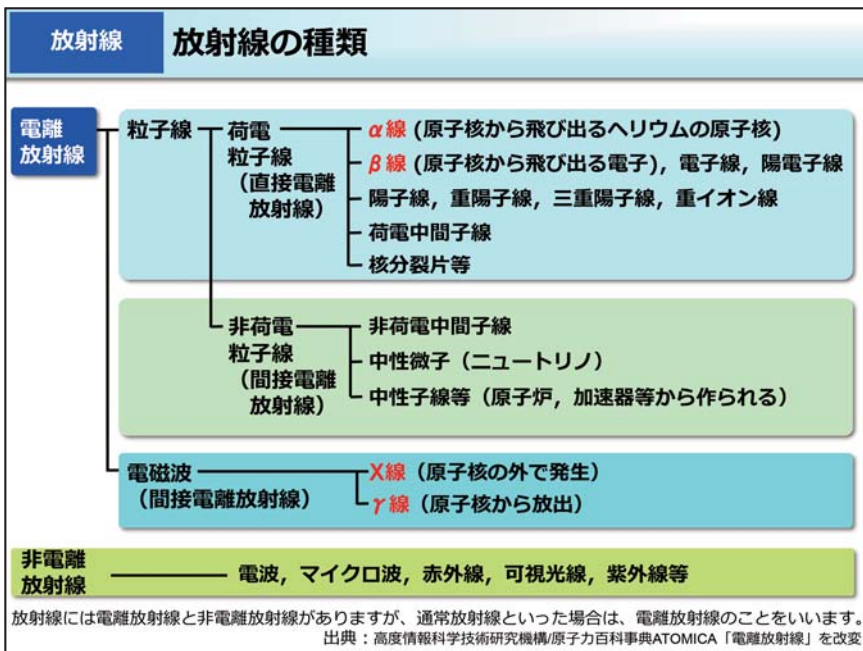 放射線
放射線の種類
電離
放射線
粒子線
荷電
粒子線
（直接電離
放射線）
α線 (原子核から飛び出るヘリウムの原子核)
β線 (原子核から飛び出る電子)，電子線，陽電子線
陽子線，重陽子線，三重陽子線，重イオン線
荷電中間子線
核分裂片等
非荷電
粒子線
（間接電離
放射線）
非荷電中間子線
中性微子（ニュートリノ）
中性子線等（原子炉，加速器等から作られる）
電磁波
（間接電離放射線）
X線（原子核の外で発生）
γ線（原子核から放出）
非電離
放射線
電波，マイクロ波，赤外線，可視光線，紫外線等
放射線には電離放射線と非電離放射線がありますが、通常放射線といった場合は、電離放射線のことをいいます。
出典：高度情報科学技術研究機構/原子力百科事典ATOMICA「電離放射線」を改変